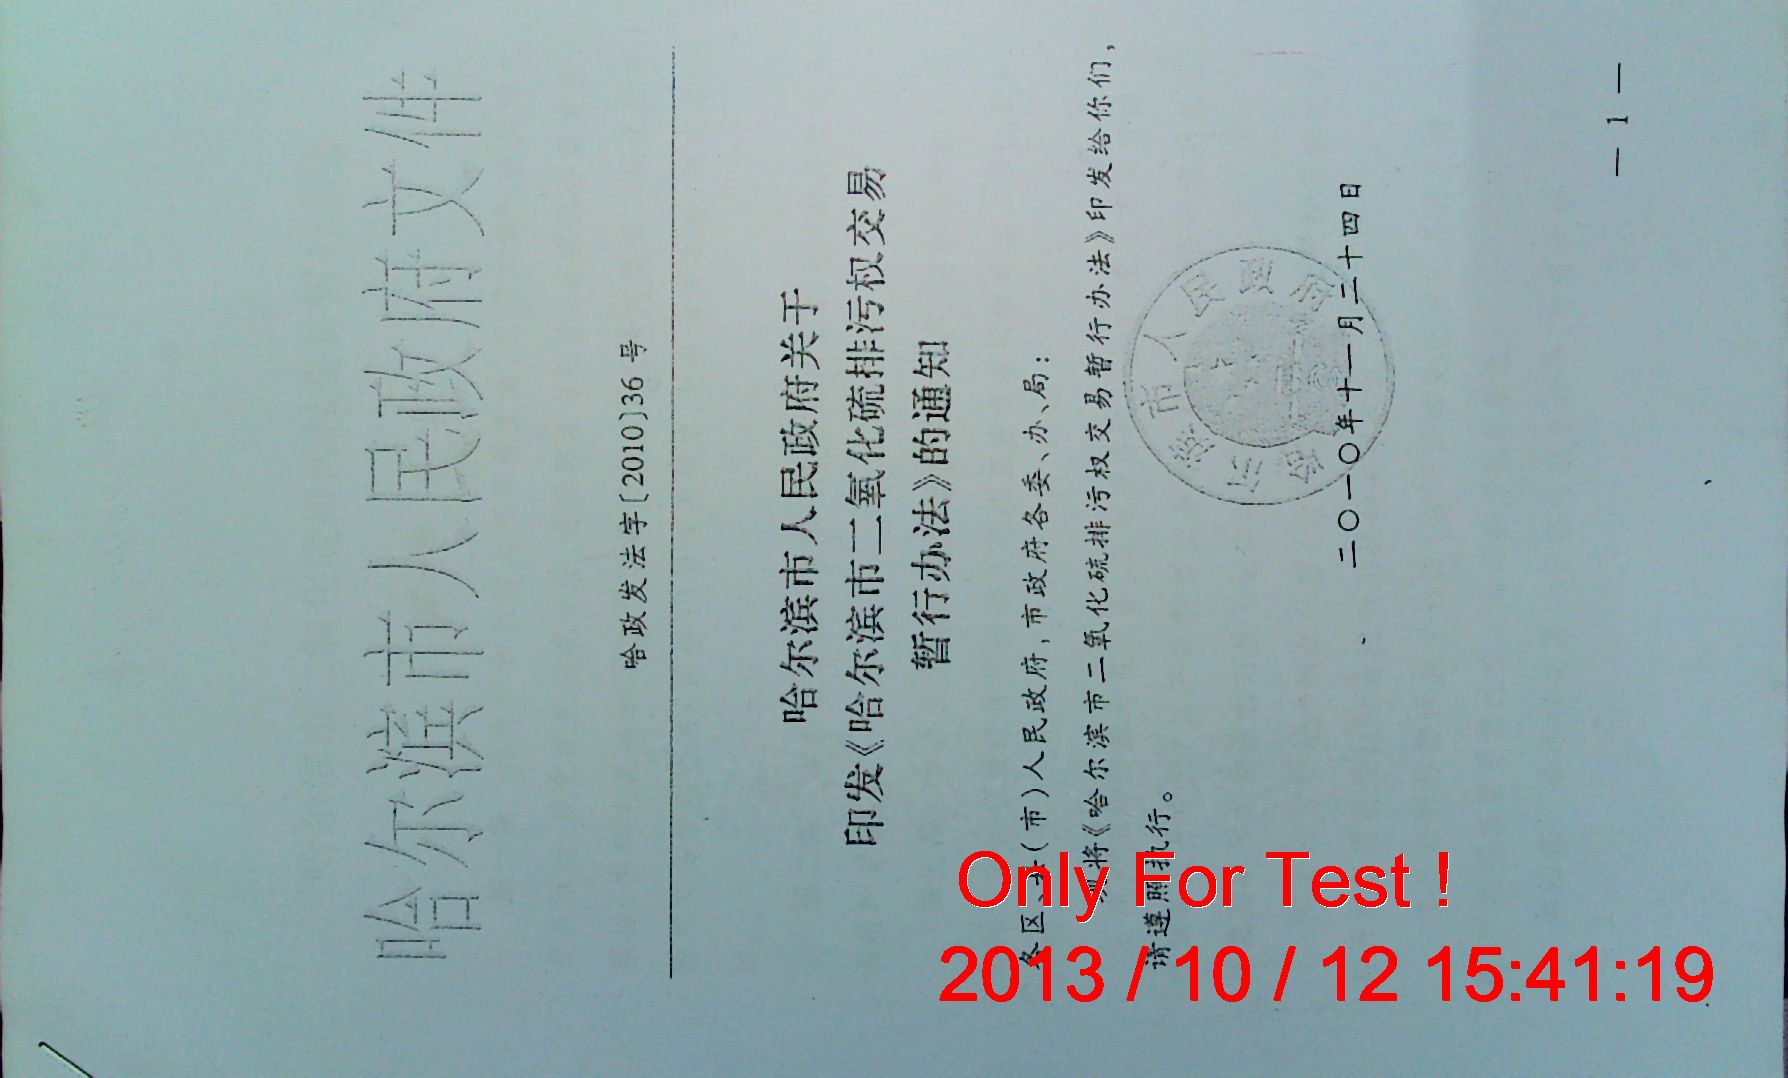 哈尔滨市人民政府文件
哈政发法字〔2010〕36号
哈尔滨市人民政府关于
印发《哈尔滨市二氧化硫排污权交易
暂行办法》的通知
各区、县(市)人民政府,市政府各委、办、局:
现将《哈尔滨市二氧化硫排污权交易暂行办法》印发给你们,
请遵照执行。
哈尔滨市人民政府
二〇一〇年十一月二十四日
— 1 —
Only For Test !
2013 / 10 / 12 15:41:19